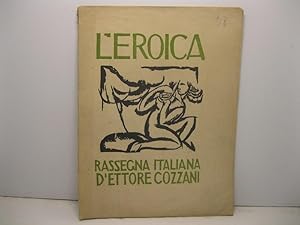 L'EROICA
RASSEGNA ITALIANA
D'ETTORE COZZANI